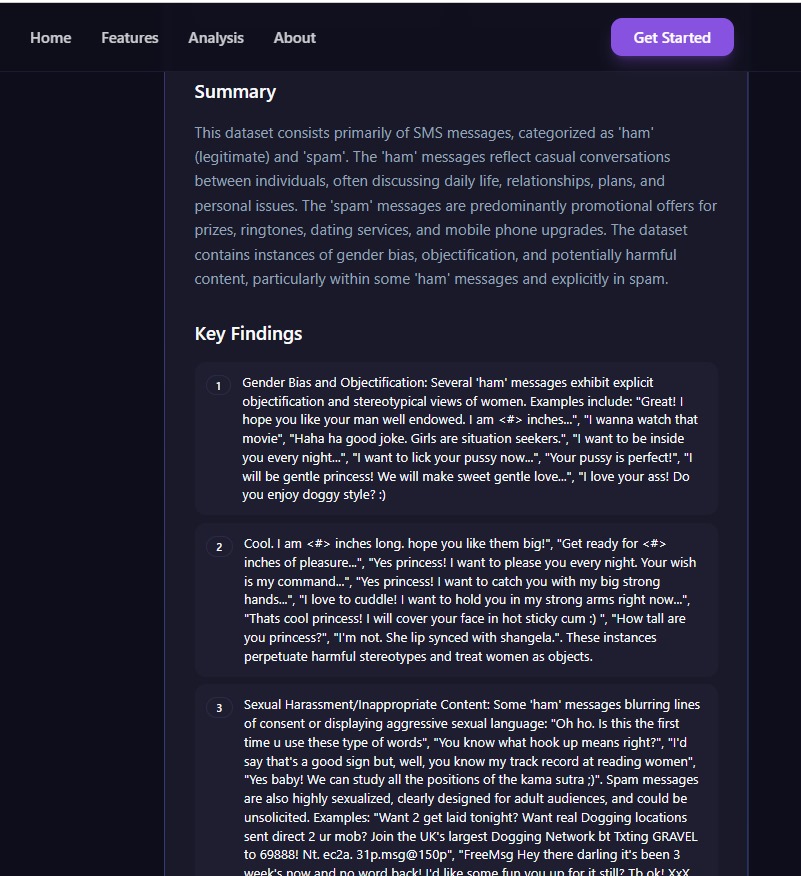 Home Features Analysis About Get Started
Summary
This dataset consists primarily of SMS messages, categorized as 'ham'
(legitimate) and 'spam'. The 'ham' messages reflect casual conversations
between individuals, often discussing daily life, relationships, plans, and
personal issues. The 'spam' messages are predominantly promotional offers for
prizes, ringtones, dating services, and mobile phone upgrades. The dataset
contains instances of gender bias, objectification, and potentially harmful
content, particularly within some 'ham' messages and explicitly in spam.
Key Findings
1 Gender Bias and Objectification: Several 'ham' messages exhibit explicit
objectification and stereotypical views of women. Examples include: "Great! I
hope you like your man well endowed. I am <#> inches...", "I wanna watch that
movie", "Haha ha good joke. Girls are situation seekers.", "I want to be inside
you every night...", "I want to lick your pussy now...", "Your pussy is perfect!", "I
will be gentle princess! We will make sweet gentle love...", "I love your ass! Do
you enjoy doggy style? :)
2 Cool. I am <#> inches long. hope you like them big!", "Get ready for <#>
inches of pleasure...", "Yes princess! I want to please you every night. Your wish
is my command...", "Yes princess! I want to catch you with my big strong
hands...", "I love to cuddle! I want to hold you in my strong arms right now...",
"Thats cool princess! I will cover your face in hot sticky cum :) ", "How tall are
you princess?", "I'm not. She lip synced with shangela.". These instances
perpetuate harmful stereotypes and treat women as objects.
3 Sexual Harassment/Inappropriate Content: Some 'ham' messages blurring lines
of consent or displaying aggressive sexual language: "Oh ho. Is this the first
time u use these type of words", "You know what hook up means right?", "I'd
say that's a good sign but, well, you know my track record at reading women",
"Yes baby! We can study all the positions of the kama sutra ;)". Spam messages
are also highly sexualized, clearly designed for adult audiences, and could be
unsolicited. Examples: "Want 2 get laid tonight? Want real Dogging locations
sent direct 2 ur mob? Join the UK's largest Dogging Network bt Txting GRAVEL
to 69888! Nt. ec2a. 31p.msg@150p", "FreeMsg Hey there darling it's been 3
week's now and no word back! I'd like some fun you up for it still? Tb ok! XxX